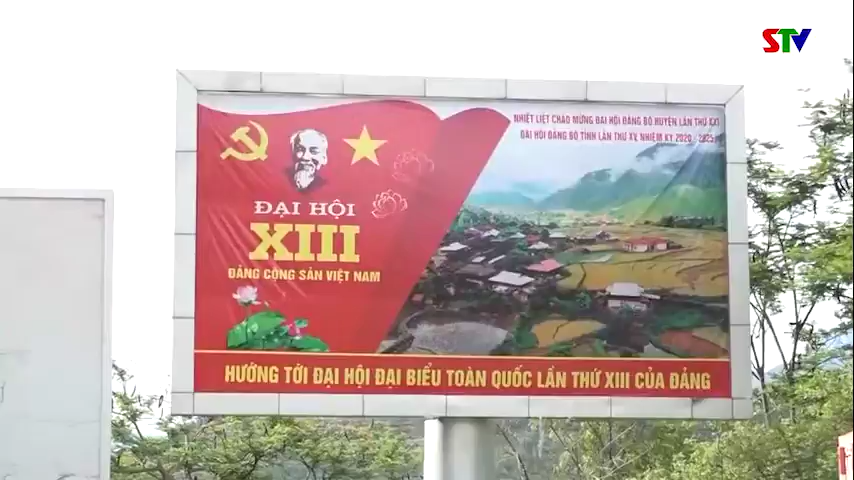 STV
NHIỆT LIỆT CHÀO MỪNG ĐẠI HỘI ĐẢNG BỘ HUYỆN LẦN THỨ XXI
ĐẠI HỘI ĐẢNG BỘ TỈNH LẦN THỨ XV, NHIỆM KỲ 2020 - 2025
ĐẠI HỘI
XIII
ĐẢNG CỘNG SẢN VIỆT NAM
HƯỚNG TỚI ĐẠI HỘI ĐẠI BIỂU TOÀN QUỐC LẦN THỨ XIII CỦA ĐẢNG